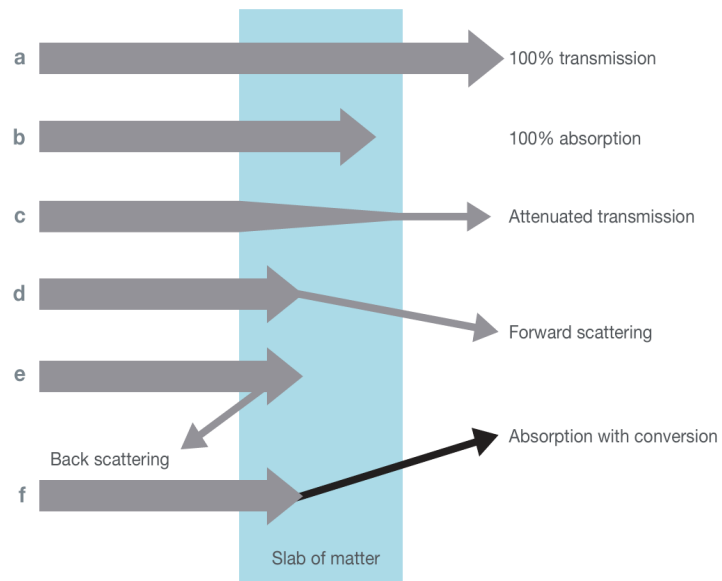 a 100% transmission
b 100% absorption
c Attenuated transmission
d
Forward scattering
e
Absorption with conversion
Back scattering
f
Slab of matter